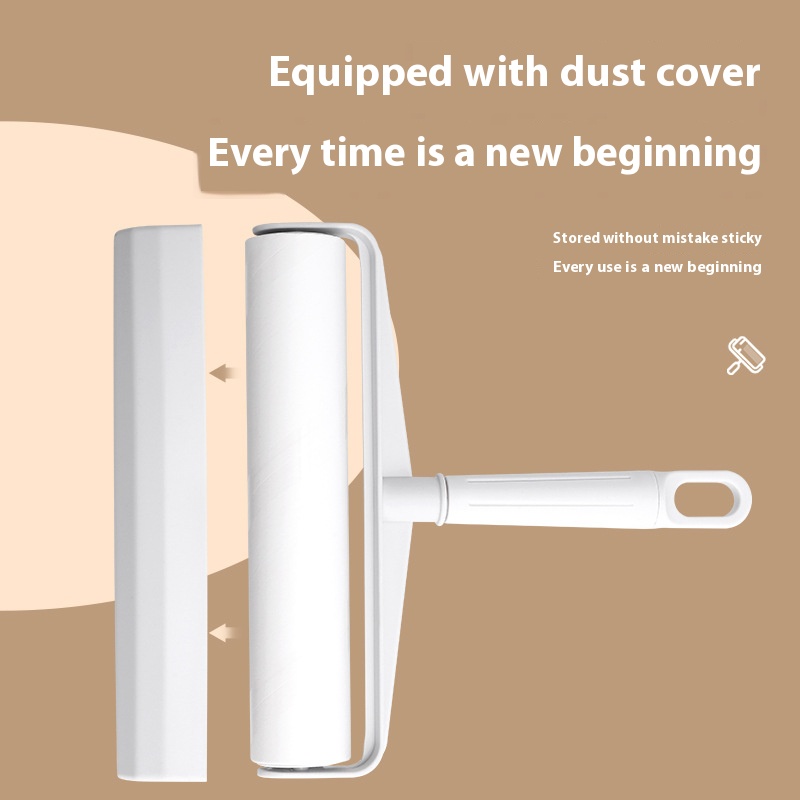 Equipped with dust cover
Every time is a new beginning
Stored without mistake sticky
Every use is a new beginning